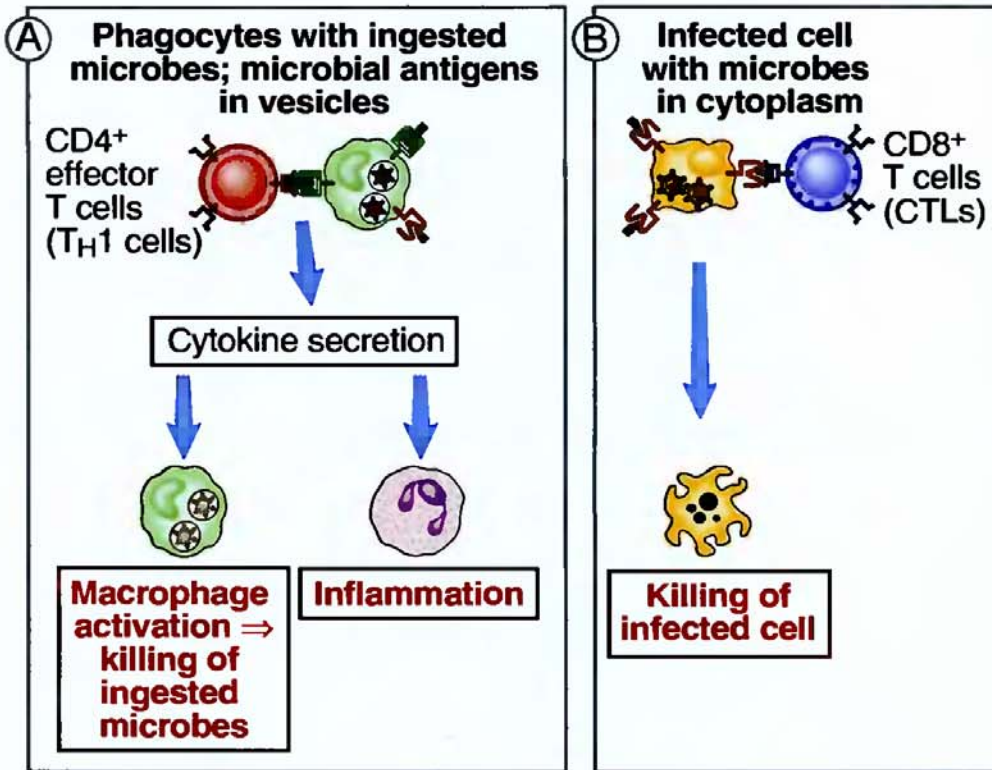 A
Phagocytes with ingested
microbes; microbial antigens
in vesicles
CD4+
effector
T cells
(TH1 cells)
Cytokine secretion
Macrophage
activation ⇒
killing of
ingested
microbes
Inflammation
B
Infected cell
with microbes
in cytoplasm
CD8+
T cells
(CTLs)
Killing of
infected cell